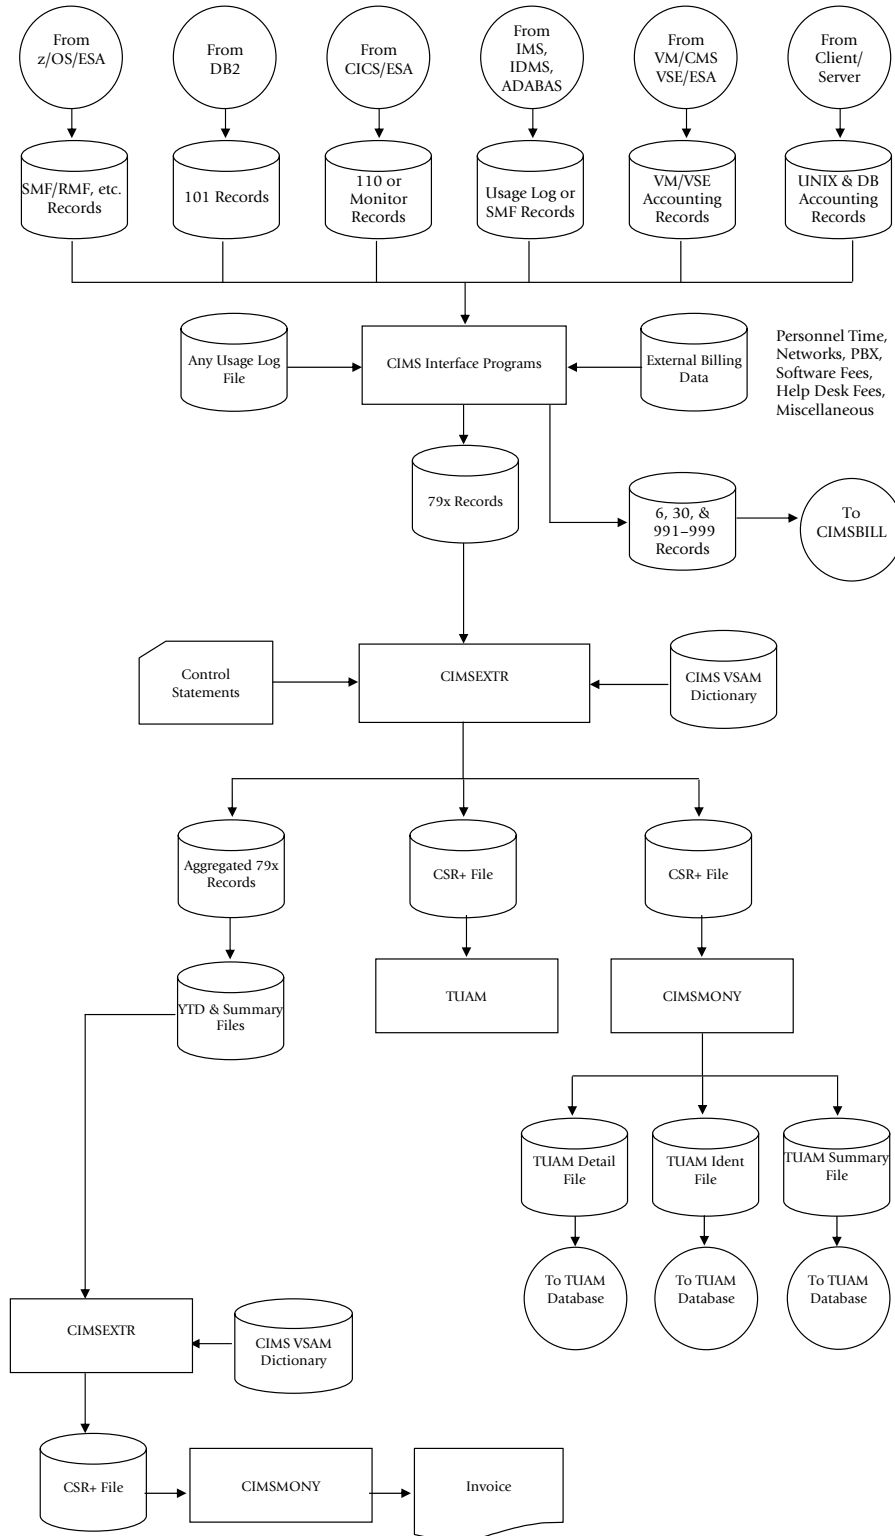 From
z/OS/ESA
From
DB2
From
CICS/ESA
From
IMS,
IDMS,
ADABAS
From
VM/CMS
VSE/ESA
From
Client/
Server
SMF/RMF, etc.
Records
101 Records
110 or
Monitor
Records
Usage Log or
SMF Records
VM/VSE
Accounting
Records
UNIX & DB
Accounting
Records
Any Usage Log
File
CIMS Interface Programs
External Billing
Data
Personnel Time,
Networks, PBX,
Software Fees,
Help Desk Fees,
Miscellaneous
79x Records
6, 30, &
991–999
Records
To
CIMSBILL
Control
Statements
CIMSEXTR
CIMS VSAM
Dictionary
Aggregated 79x
Records
CSR+ File
CSR+ File
YTD & Summary
Files
TUAM
CIMSMONY
TUAM Detail
File
TUAM Ident
File
TUAM Summary
File
To TUAM
Database
To TUAM
Database
To TUAM
Database
CIMSEXTR
CIMS VSAM
Dictionary
CSR+ File
CIMSMONY
Invoice